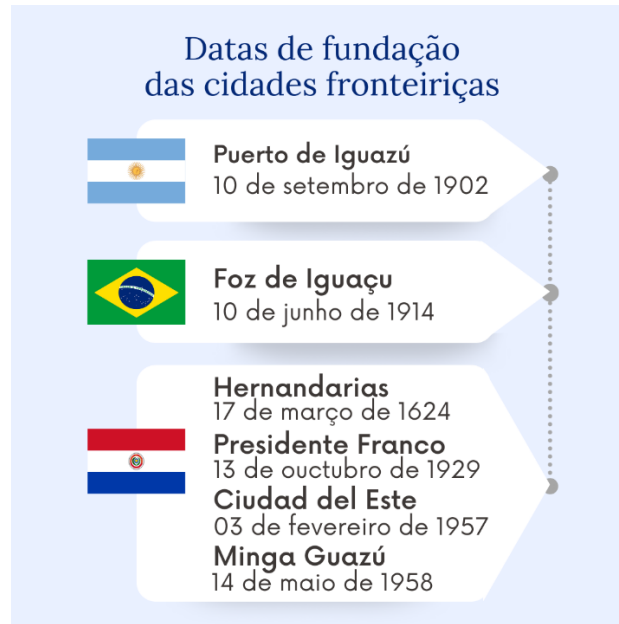 Datas de fundação
das cidades fronteiriças
Puerto de Iguazú
10 de setembro de 1902
Foz de Iguaçu
10 de junho de 1914
Hernandarias
17 de março de 1624
Presidente Franco
13 de ouctubro de 1929
Ciudad del Este
03 de fevereiro de 1957
Minga Guazú
14 de maio de 1958